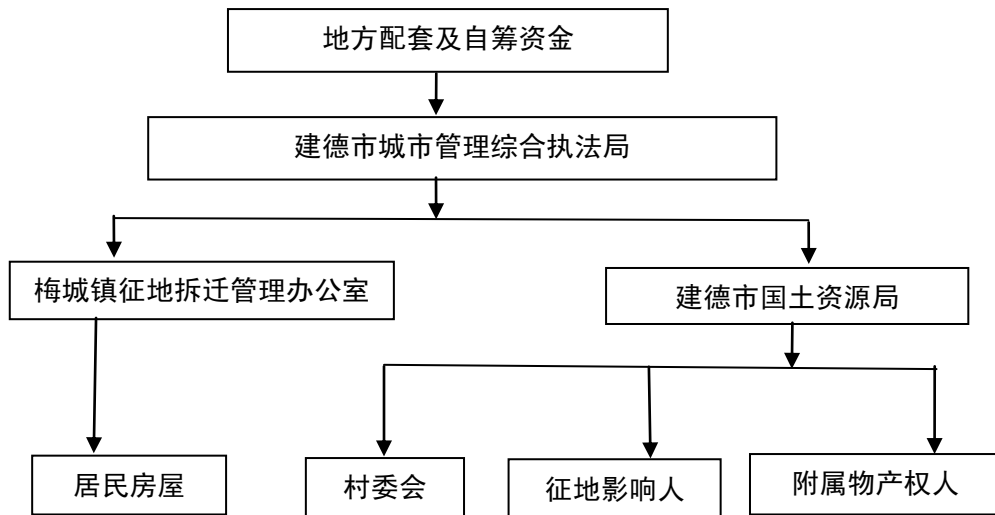 地方配套及自筹资金
建德市城市管理综合执法局
梅城镇征地拆迁管理办公室
建德市国土资源局
居民房屋
村委会
征地影响人
附属物产权人